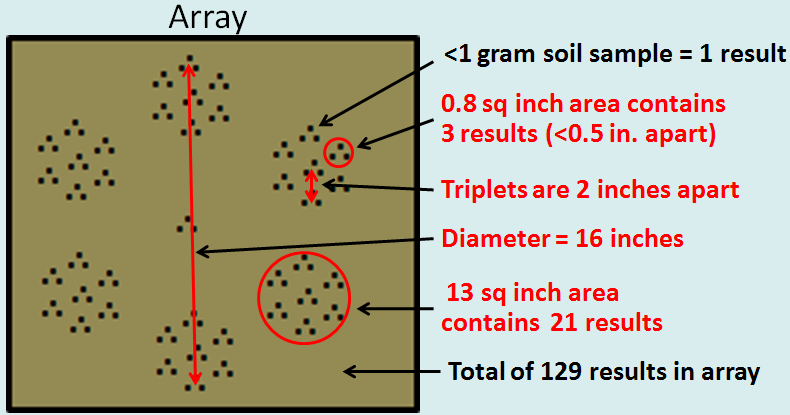 Array
<1 gram soil sample = 1 result
0.8 sq inch area contains
3 results (<0.5 in. apart)
Triplets are 2 inches apart
Diameter = 16 inches
13 sq inch area
contains 21 results
Total of 129 results in array